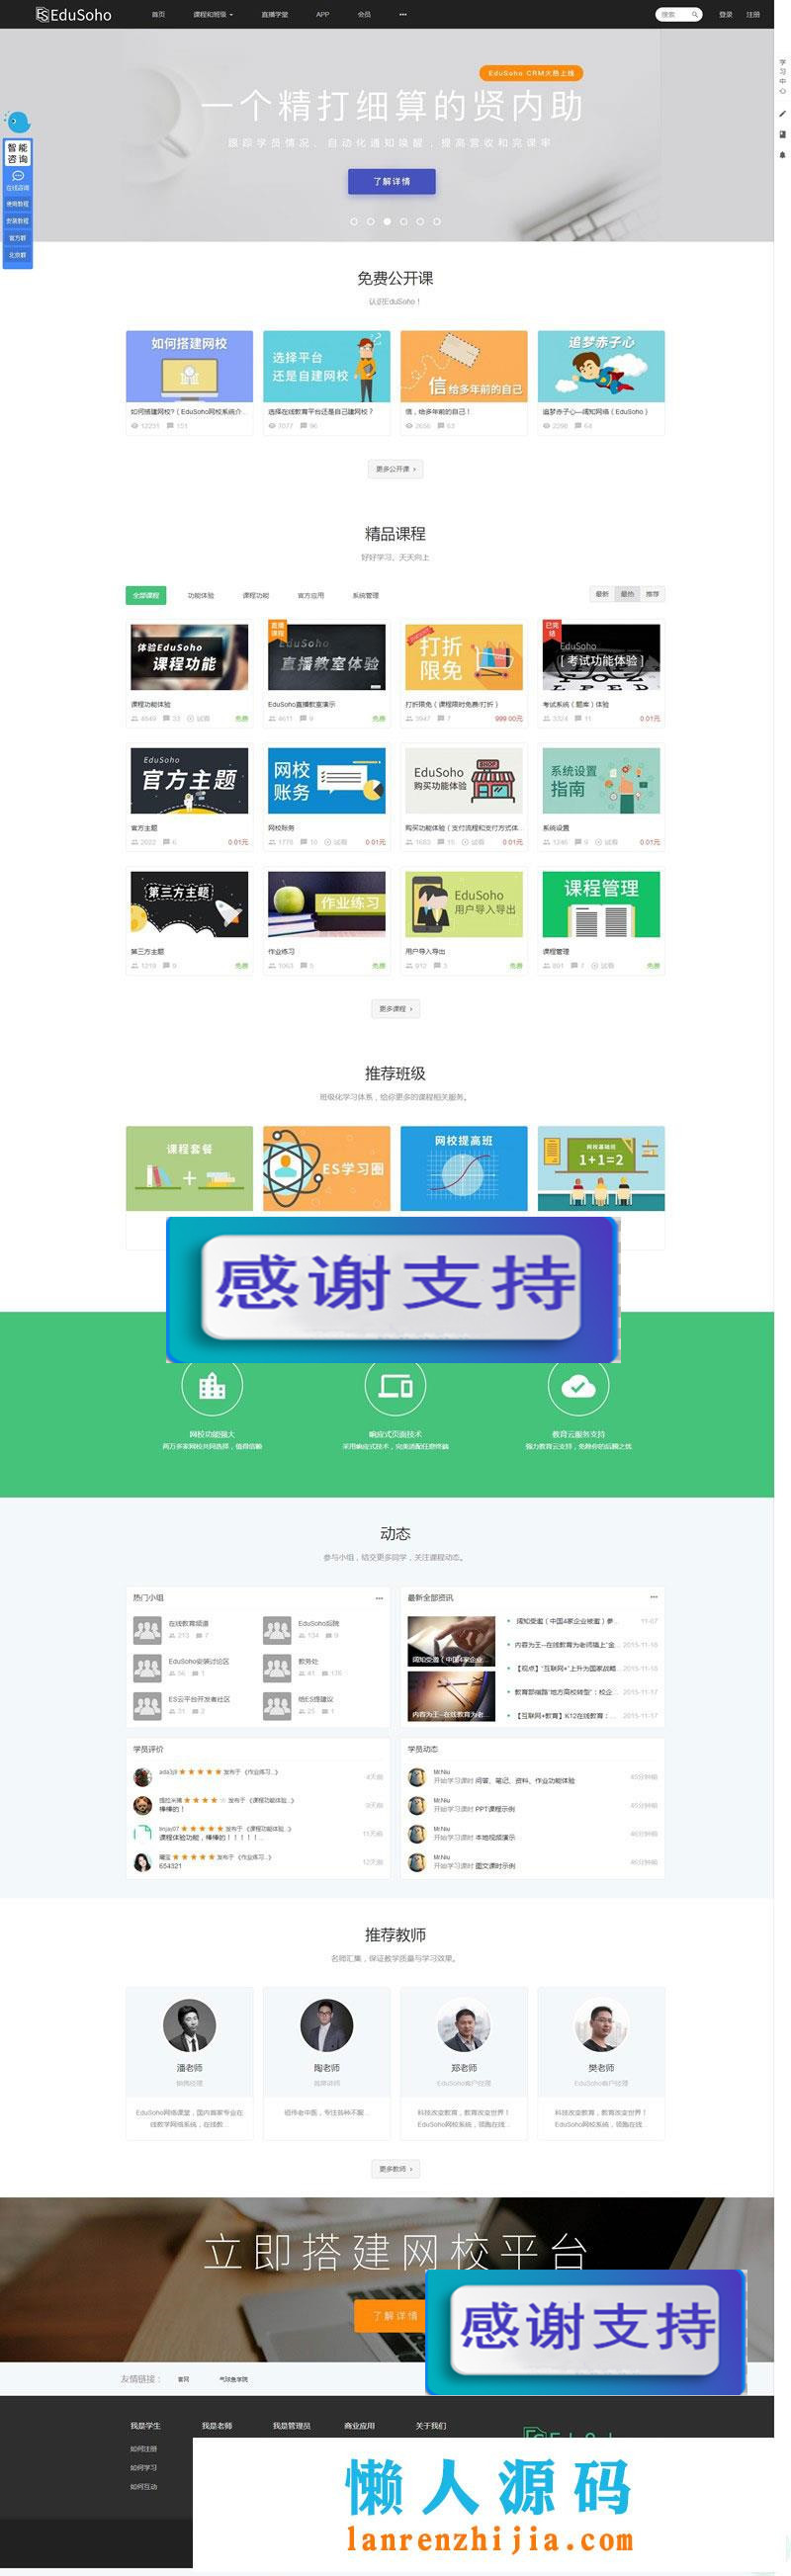 EduSoho
首页
课程和班级
直播学堂
APP
会员
搜索
登录
注册
学习中心
EduSoho CRM火热上线
一个精打细算的贤内助
跟踪学员情况、自动化通知唤醒，提高营收和完课率
了解详情
智能
咨询
在线咨询
使用教程
安装教程
官方群
北京群
免费公开课
认识EduSoho！
如何搭建网校
选择平台
还是自建网校
信 给多年前的自己
追梦赤子心
如何搭建网校?（EduSoho网校系统介...
选择在线教育平台还是自己建网校？
信，给多年前的自己！
追梦赤子心—阔知网络（EduSoho）
更多公开课
精品课程
好好学习，天天向上
全部课程
功能体验
课程功能
官方应用
系统管理
最新
最热
推荐
体验EduSoho
课程功能
直播课程
EduSoho
直播教室体验
打折
限免
已完结
EduSoho
[ 考试功能体验 ]
课程功能体验
EduSoho直播教室演示
打折限免（课程限时免费/打折）
考试系统（题库）体验
4611 8 免费
3947 7 999.00元
3324 11 0.01元
EduSoho
官方主题
网校
账务
EduSoho
购买功能体验
SHOP
系统设置
指南
官方主题
网校账务
购买功能体验（支付流程和支付方式体...
系统设置
2022 6 0.01元
1779 10 试看 0.01元
1683 15 试看 0.01元
1246 9 试看 0.01元
第三方主题
作业练习
EduSoho
用户导入导出
课程管理
第三方主题
作业练习
用户导入导出
课程管理
1219 9 免费
1063 5 免费
912 3 免费
861 7 试看 免费
更多课程
推荐班级
班级化学习体系，给你更多的课程相关服务。
课程套餐
ES学习圈
网校提高班
网校基础班
1+1=2
感谢支持
网校功能强大
响应式页面技术
教育云服务支持
两万多家网校共同选择，值得信赖
采用响应式技术，完美适配任意终端
强力教育云支持，免除你的后顾之忧
动态
参与小组，结交更多同学，关注课程动态。
热门小组
在线教育频道
213 7
EduSoho后院
134 9
EduSoho安装讨论区
56 1
教务处
41 176
ES云平台开发者社区
31 2
给ES提建议
25 1
最新全部资讯
阔知受邀（中国4家企业
内容为王--在线教育为老...
阔知受邀（中国4家企业被邀）参... 11-07
内容为王--在线教育为老师插上“金... 2015-11-18
【观点】“互联网+”上升为国家战略... 2015-11-18
教育部编路“地方高校转型”：校企... 2015-11-17
【互联网+教育】K12在线教育：... 2015-11-17
学员评价
发布于《作业练习...》 4天前
发布于《课程功能体验...》 9天前
棒棒的！
lmjay07 发布于《课程功能体验...》 11天前
课程体验功能，棒棒的！！！！！...
发布于《作业练习...》 12天前
654321
学员动态
Mr.Niu
开始学习课时 问答、笔记、资料、作业功能体验 45分钟前
Mr.Niu
开始学习课时 PPT课程示例 45分钟前
Mr.Niu
开始学习课时 本地视频演示 46分钟前
Mr.Niu
开始学习课时 图文课时示例 46分钟前
推荐教师
名师汇集，保证教学质量与学习效果。
潘老师
陶老师
郑老师
樊老师
EduSoho客户经理
EduSoho客户经理
EduSoho网络课堂，国内首家专业在
线教学网络系统，在线教...
祖传老中医，专注各种不服...
科技改变教育，教育改变世界！
EduSoho网校系统，领跑在线...
科技改变教育，教育改变世界！
EduSoho网校系统，领跑在线...
更多教师
立即搭建网校平台
了解详情
感谢支持
友情链接：
官网
气球鱼学院
我是学生
我是老师
我是管理员
商业应用
关于我们
如何注册
如何学习
如何互动
懒人源码
lanrenzhijia.com